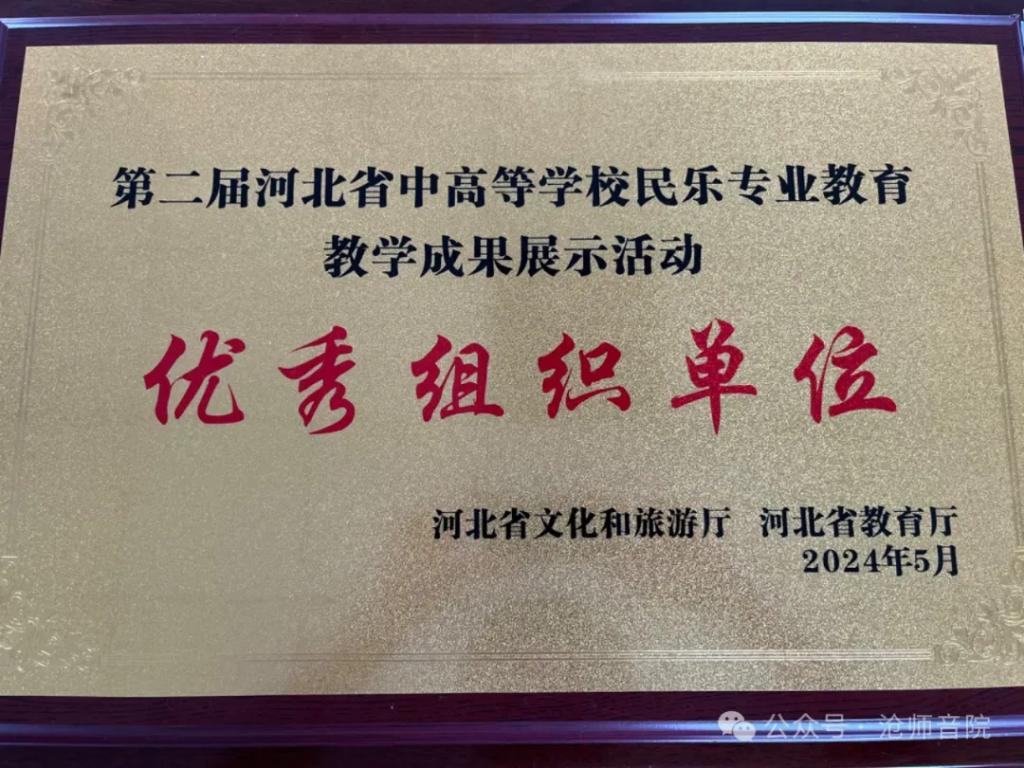 第二届河北省中高等学校民乐专业教育
教学成果展示活动
优秀组织单位
河北省文化和旅游厅 河北省教育厅
2024年5月
公众号·沧师音院